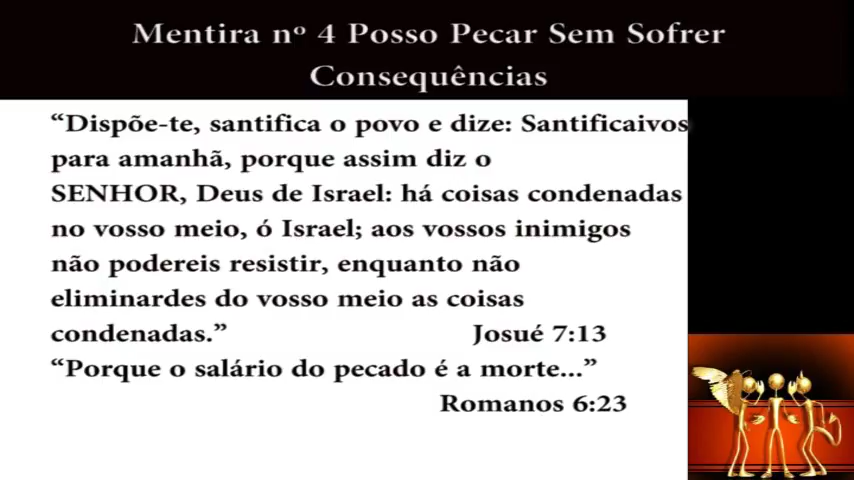 Mentira nº 4 Posso Pecar Sem Sofrer
Consequências
“Dispõe-te, santifica o povo e dize: Santificaivos
para amanhã, porque assim diz o
SENHOR, Deus de Israel: há coisas condenadas
no vosso meio, ó Israel; aos vossos inimigos
não podereis resistir, enquanto não
eliminardes do vosso meio as coisas
condenadas.” Josué 7:13
“Porque o salário do pecado é a morte...”
Romanos 6:23